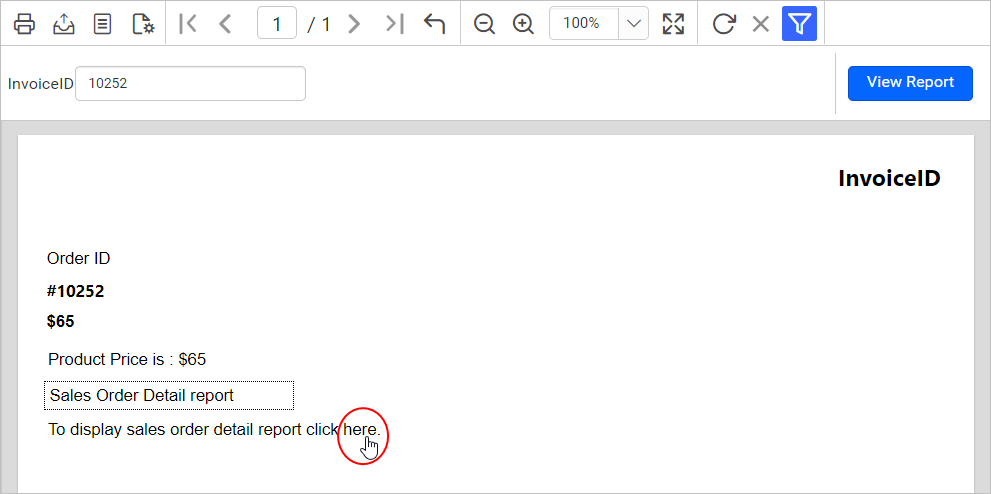 1 / 1 100%
InvoiceID 10252 View Report
InvoiceID
Order ID
#10252
$65
Product Price is : $65
Sales Order Detail report
To display sales order detail report click here.